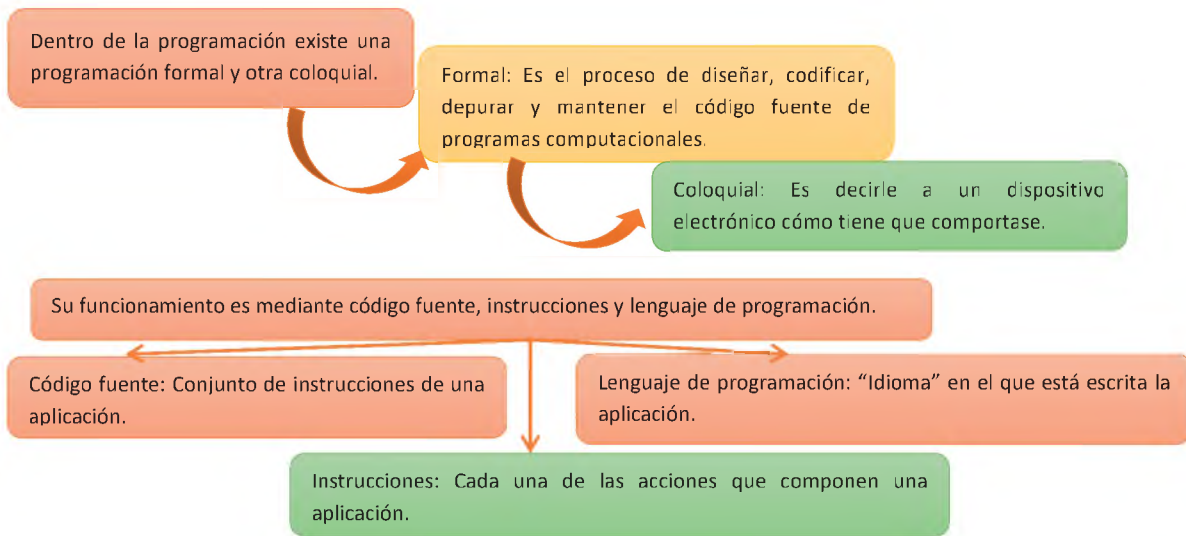 Dentro de la programación existe una
programación formal y otra coloquial.
Formal: Es el proceso de diseñar, codificar,
depurar y mantener el código fuente de
programas computacionales.
Coloquial: Es decirle a un dispositivo
electrónico cómo tiene que comportase.
Su funcionamiento es mediante código fuente, instrucciones y lenguaje de programación.
Código fuente: Conjunto de instrucciones de una
aplicación.
Lenguaje de programación: “Idioma” en el que está escrita la
aplicación.
Instrucciones: Cada una de las acciones que componen una
aplicación.